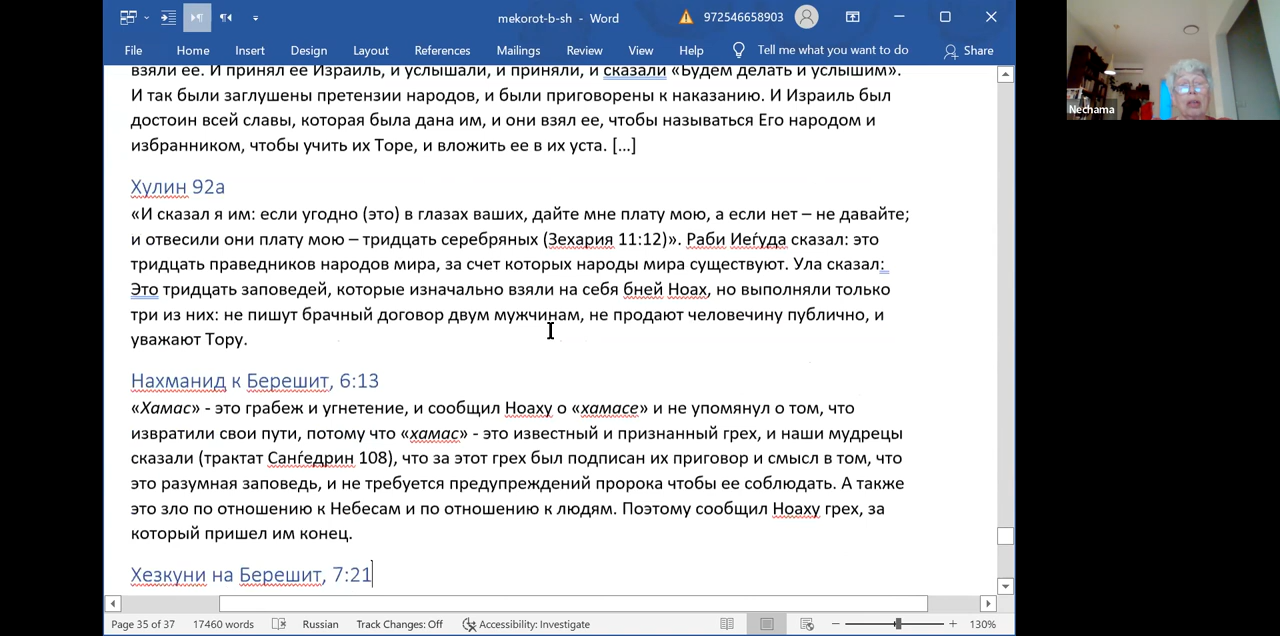 mekorot-b-sh - Word
972546658903
File Home Insert Design Layout References Mailings Review View Help Tell me what you want to do Share
Nechama
взяли ее. И принял ее Израиль, и услышали, и приняли, и сказали «Будем делать и услышим».
И так были заглушены претензии народов, и были приговорены к наказанию. И Израиль был
достоин всей славы, которая была дана им, и они взял ее, чтобы называться Его народом и
избранником, чтобы учить их Торе, и вложить ее в их уста. [...]
Хулин 92а
«И сказал я им: если угодно (это) в глазах ваших, дайте мне плату мою, а если нет – не давайте;
и отвесили они плату мою – тридцать серебряных (Зехария 11:12)». Раби Иеѓуда сказал: это
тридцать праведников народов мира, за счет которых народы мира существуют. Ула сказал:
Это тридцать заповедей, которые изначально взяли на себя бней Ноах, но выполняли только
три из них: не пишут брачный договор двум мужчинам, не продают человечину публично, и
уважают Тору.
Нахманид к Берешит, 6:13
«Хамас» - это грабеж и угнетение, и сообщил Ноаху о «хамасе» и не упомянул о том, что
извратили свои пути, потому что «хамас» - это известный и признанный грех, и наши мудрецы
сказали (трактат Санѓедрин 108), что за этот грех был подписан их приговор и смысл в том, что
это разумная заповедь, и не требуется предупреждений пророка чтобы ее соблюдать. А также
это зло по отношению к Небесам и по отношению к людям. Поэтому сообщил Ноаху грех, за
который пришел им конец.
Хезкуни на Берешит, 7:21
Page 35 of 37 17460 words Russian Track Changes: Off Accessibility: Investigate 130%